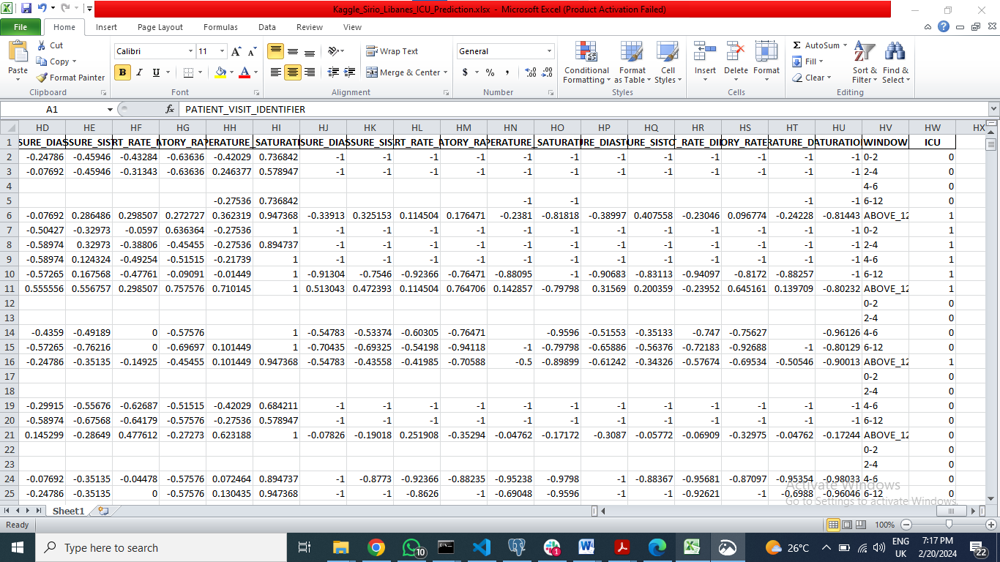 Kaggle_Sirio_Libanes_ICU_Prediction.xlsx - Microsoft Excel (Product Activation Failed)
File Home Insert Page Layout Formulas Data Review View
Paste Cut Copy Format Painter Clipboard
Calibri 11 A A B I U A Font
Wrap Text Merge & Center Alignment
General $ % , Number
Conditional Formatting Format as Table Cell Styles Styles
Insert Delete Format Cells
Σ AutoSum Fill Clear Sort & Filter Find & Select Editing
A1 fx PATIENT_VISIT_IDENTIFIER
HD HE HF HG HH HI HJ HK HL HM HN HO HP HQ HR HS HT HU HV HW HX
1 SURE_DIAS SSURE_SIS RT_RATE_ ATORY_RA PERATURE _SATURATI SURE_DIA SSURE_SIS RT_RATE_ ATORY_RA PERATURE_ _SATURAT RE_DIAST URE_SISTO _RATE_DI ORY_RATE RATURE_D ATURATIO WINDOW ICU
2 -0.24786 -0.45946 -0.43284 -0.63636 -0.42029 0.736842 -1 -1 -1 -1 -1 -1 -1 -1 -1 -1 -1 -1 0-2 0
3 -0.07692 -0.45946 -0.31343 -0.63636 0.246377 0.578947 -1 -1 -1 -1 -1 -1 -1 -1 -1 -1 -1 -1 2-4 0
4 4-6 0
5 -0.27536 0.736842 -1 -1 -1 -1 6-12 0
6 -0.07692 0.286486 0.298507 0.272727 0.362319 0.947368 -0.33913 0.325153 0.114504 0.176471 -0.2381 -0.81818 -0.38997 0.407558 -0.23046 0.096774 -0.24228 -0.81443 ABOVE_12 1
7 -0.50427 -0.32973 -0.0597 0.636364 -0.27536 1 -1 -1 -1 -1 -1 -1 -1 -1 -1 -1 -1 -1 0-2 1
8 -0.58974 0.32973 -0.38806 -0.45455 -0.27536 0.894737 -1 -1 -1 -1 -1 -1 -1 -1 -1 -1 -1 -1 2-4 1
9 -0.58974 0.124324 -0.49254 -0.51515 -0.21739 1 -1 -1 -1 -1 -1 -1 -1 -1 -1 -1 -1 -1 4-6 1
10 -0.57265 0.167568 -0.47761 -0.09091 -0.01449 1 -0.91304 -0.7546 -0.92366 -0.76471 -0.88095 -1 -0.90683 -0.83113 -0.94097 -0.8172 -0.88257 -1 6-12 1
11 0.555556 0.556757 0.298507 0.757576 0.710145 1 0.513043 0.472393 0.114504 0.764706 0.142857 -0.79798 0.31569 0.200359 -0.23952 0.645161 0.139709 -0.80232 ABOVE_12 1
12 0-2 0
13 2-4 0
14 -0.4359 -0.49189 0 -0.57576 1 -0.54783 -0.53374 -0.60305 -0.76471 -0.9596 -0.51553 -0.35133 -0.747 -0.75627 -0.96126 4-6 0
15 -0.57265 -0.76216 0 -0.69697 0.101449 1 -0.70435 -0.69325 -0.54198 -0.94118 -1 -0.79798 -0.65886 -0.56376 -0.72183 -0.92688 -1 -0.80129 6-12 0
16 -0.24786 -0.35135 -0.14925 -0.45455 0.101449 0.947368 -0.54783 -0.43558 -0.41985 -0.70588 -0.5 -0.89899 -0.61242 -0.34326 -0.57674 -0.69534 -0.50546 -0.90013 ABOVE_12 1
17 0-2 0
18 2-4 0
19 -0.29915 -0.55676 -0.62687 -0.51515 -0.42029 0.684211 -1 -1 -1 -1 -1 -1 -1 -1 -1 -1 -1 -1 4-6 0
20 -0.58974 -0.67568 -0.64179 -0.57576 -0.27536 0.578947 -1 -1 -1 -1 -1 -1 -1 -1 -1 -1 -1 -1 6-12 0
21 0.145299 -0.28649 0.477612 -0.27273 0.623188 1 -0.07826 -0.19018 0.251908 -0.35294 -0.04762 -0.17172 -0.3087 -0.05772 -0.06909 -0.32975 -0.04762 -0.17244 ABOVE_12 0
22 0-2 0
23 2-4 0
24 -0.07692 -0.35135 -0.04478 -0.57576 0.072464 0.894737 -1 -0.8773 -0.92366 -0.88235 -0.95238 -0.9798 -1 -0.88367 -0.95681 -0.87097 -0.95354 -0.98033 4-6 0
25 -0.24786 -0.35135 0 -0.57576 0.130435 0.947368 -1 -1 -0.8626 -1 -0.69048 -0.9596 -1 -1 -0.92621 -1 -0.6988 -0.96046 6-12 0
Activate Windows
Go to Settings to activate Windows.
Sheet1
Ready 100%
Type here to search 10 1 26°C ENG UK 7:17 PM 2/20/2024 22